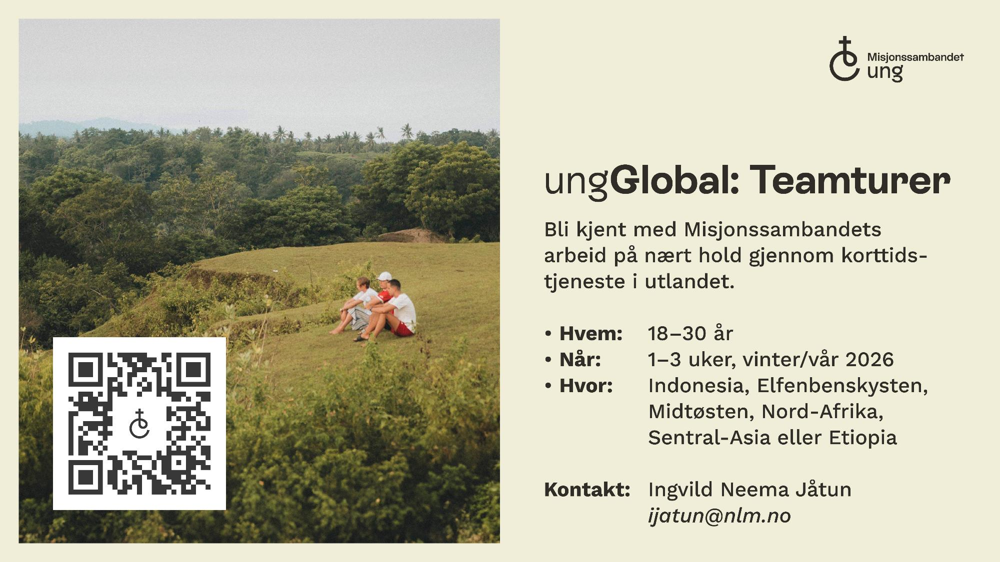 Misjonssambandet
ung
ungGlobal: Teamturer
Bli kjent med Misjonssambandets
arbeid på nært hold gjennom korttids-
tjeneste i utlandet.
• Hvem: 18–30 år
• Når: 1–3 uker, vinter/vår 2026
• Hvor: Indonesia, Elfenbenskysten,
Midtøsten, Nord-Afrika,
Sentral-Asia eller Etiopia
Kontakt: Ingvild Neema Jåtun
ijatun@nlm.no